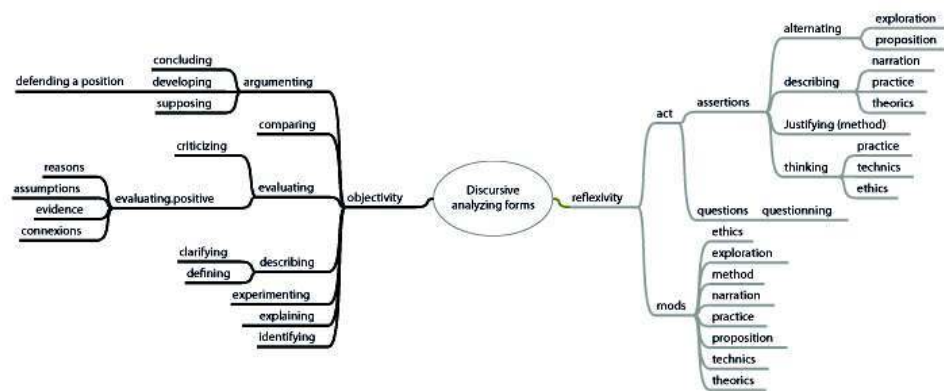 concluding
defending a position
developing
argumenting
supposing
comparing
criticizing
reasons
assumptions
evaluating.positive
evaluating
evidence
connexions
objectivity
clarifying
describing
defining
experimenting
explaining
identifying
Discursive
analyzing forms
reflexivity
act
assertions
alternating
exploration
proposition
describing
narration
practice
theorics
Justifying (method)
thinking
practice
technics
ethics
questions
questionning
mods
ethics
exploration
method
narration
practice
proposition
technics
theorics